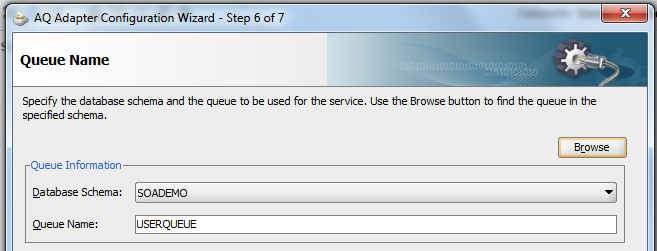 AQ Adapter Configuration Wizard - Step 6 of 7
Queue Name
01010101010101010101010101
01010101010
Specify the database schema and the queue to be used for the service. Use the Browse button to find the queue in the
specified schema.
Browse
Queue Information
Database Schema: SOADEMO
Queue Name: USERQUEUE